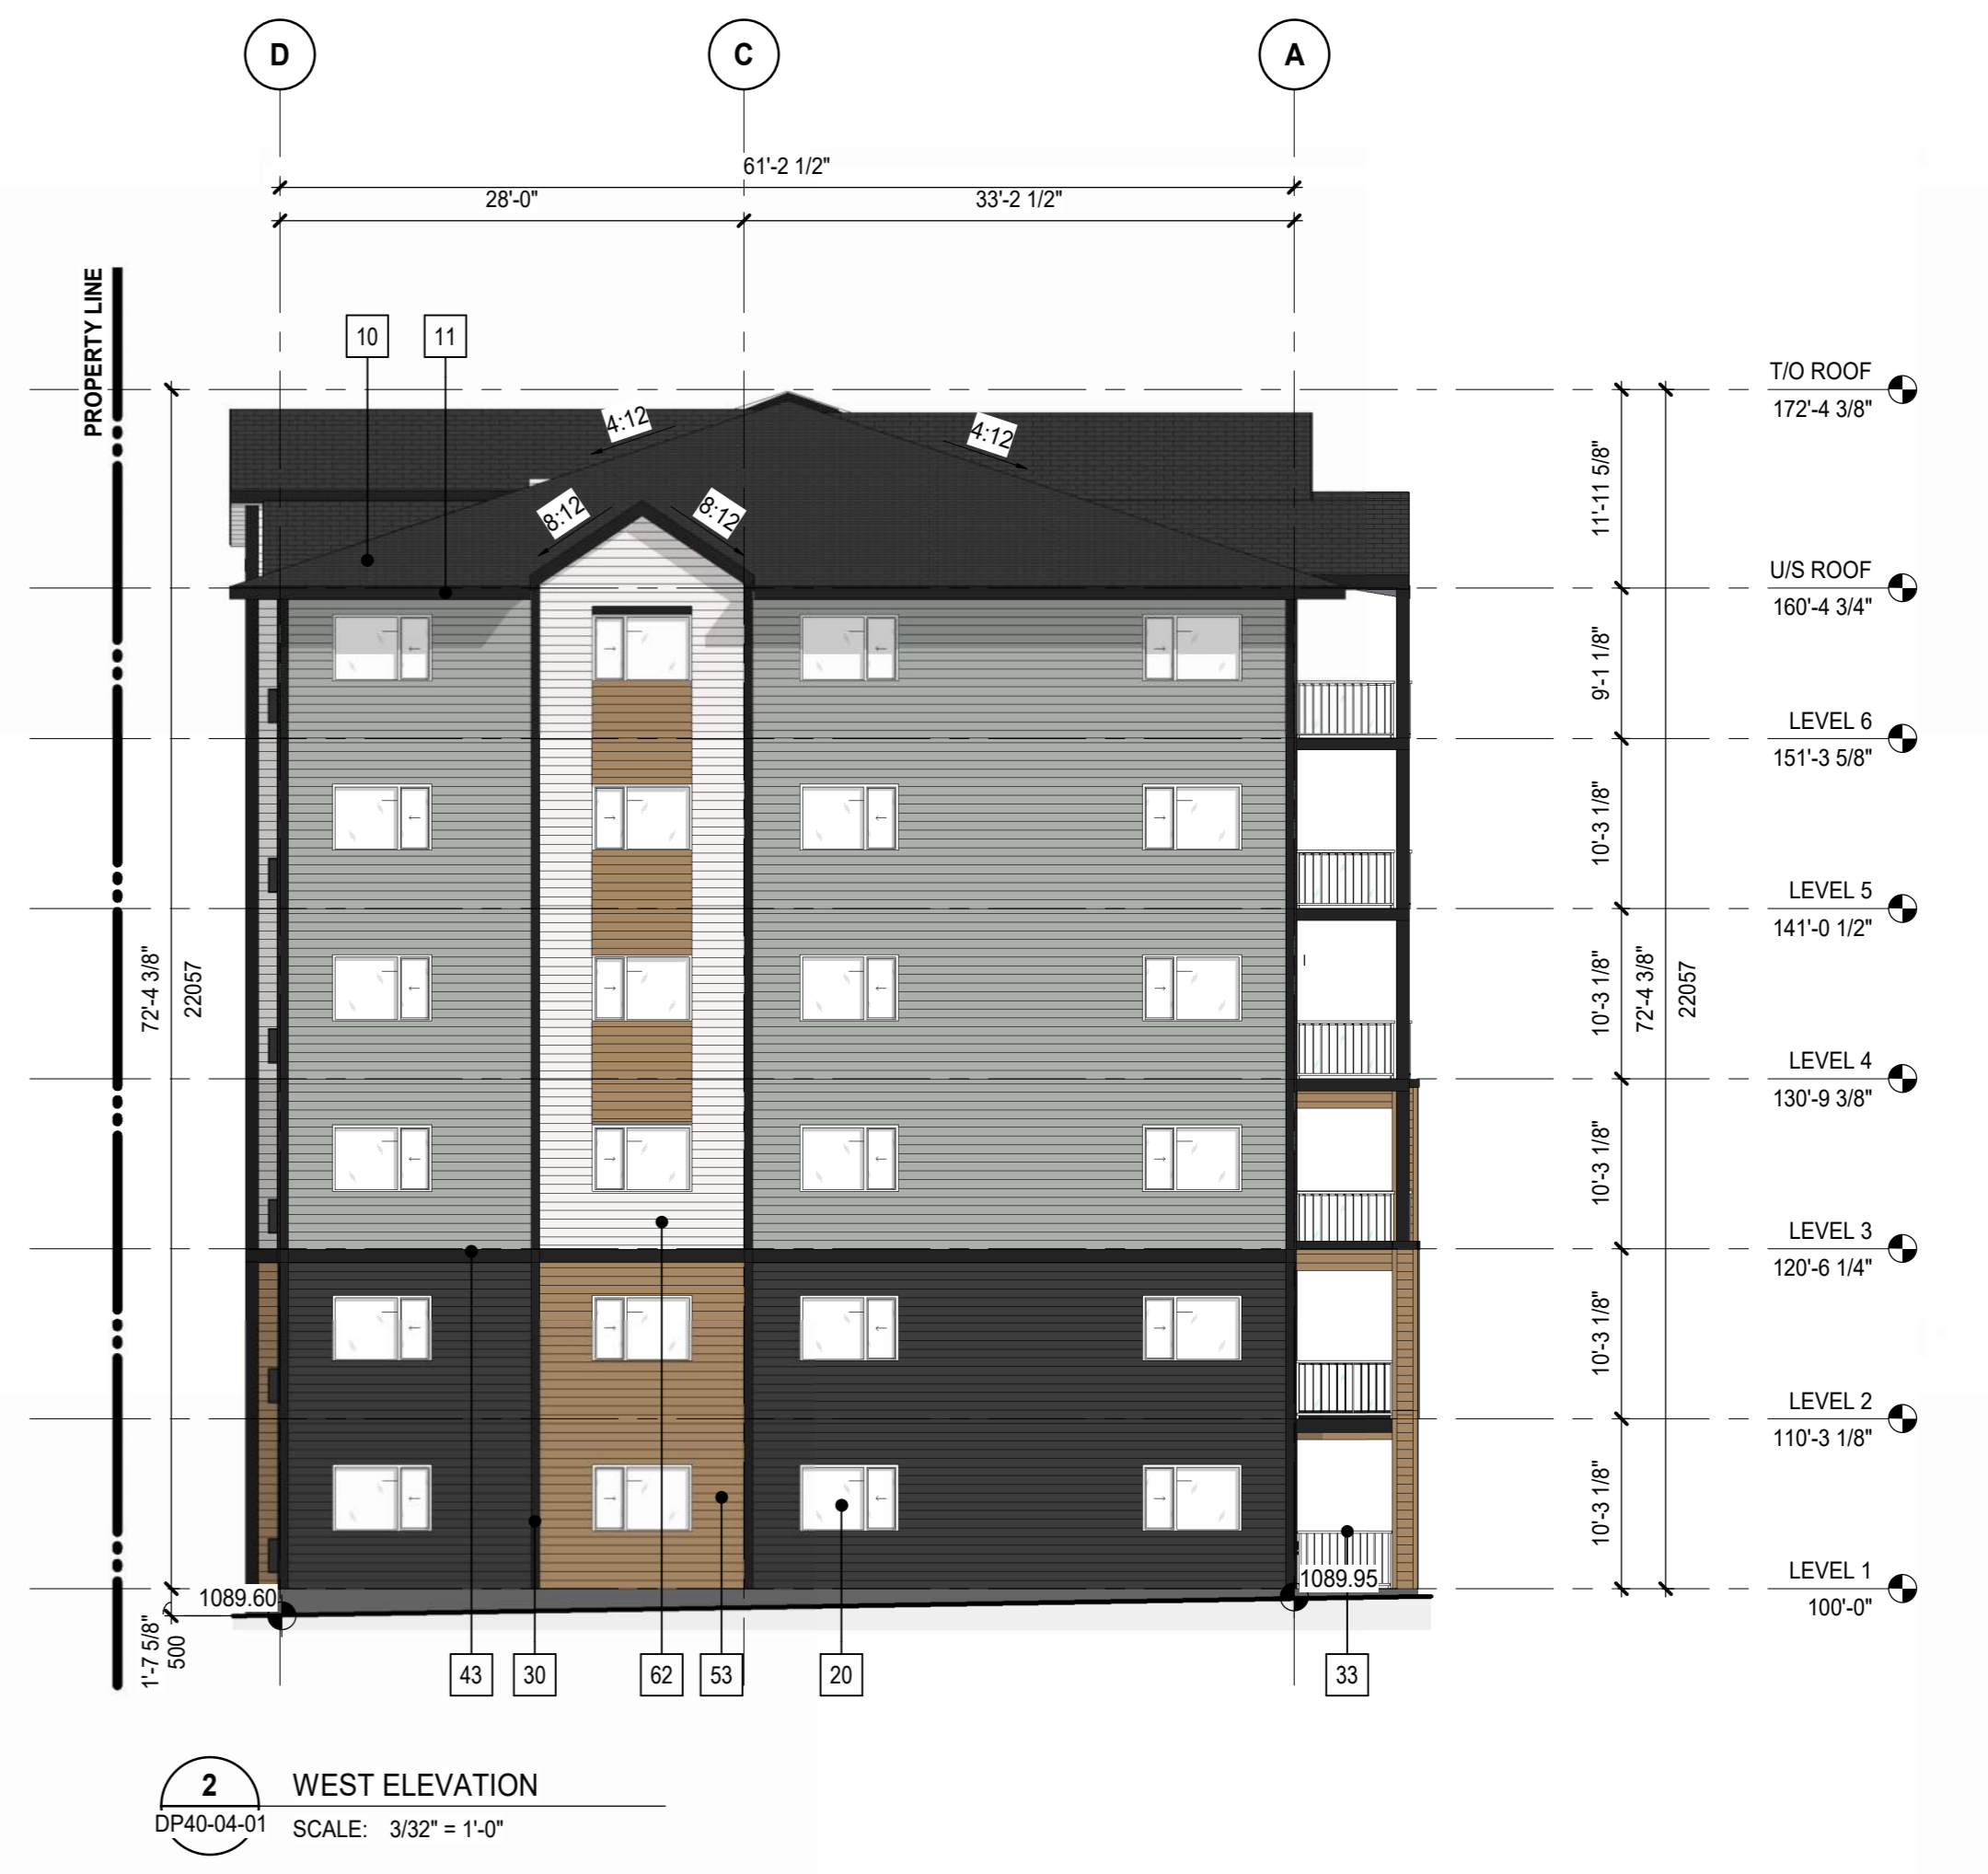 D
C
A
61'-2 1/2"
28'-0"
33'-2 1/2"
PROPERTY LINE
10
11
4:12
4:12
8:12
8:12
T/O ROOF
172'-4 3/8"
11'-11 5/8"
U/S ROOF
160'-4 3/4"
9'-1 1/8"
LEVEL 6
151'-3 5/8"
10'-3 1/8"
LEVEL 5
141'-0 1/2"
72'-4 3/8"
22057
10'-3 1/8"
72'-4 3/8"
22057
LEVEL 4
130'-9 3/8"
10'-3 1/8"
LEVEL 3
120'-6 1/4"
10'-3 1/8"
LEVEL 2
110'-3 1/8"
10'-3 1/8"
LEVEL 1
100'-0"
1089.60
1089.95
1'-7 5/8"
500
43
30
62
53
20
33
2
DP40-04-01
WEST ELEVATION
SCALE: 3/32" = 1'-0"